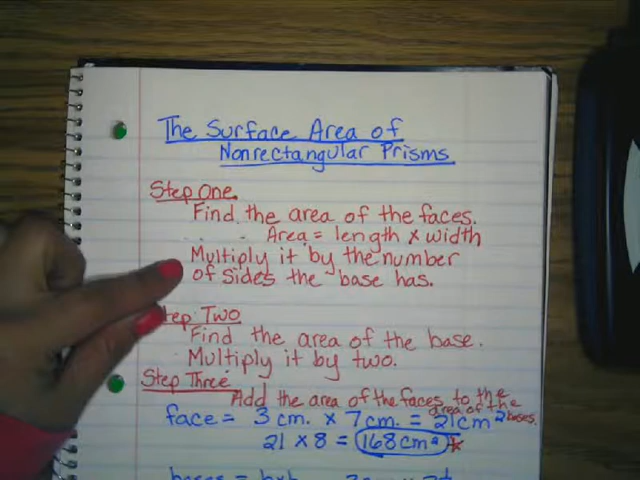 The Surface Area of
Nonrectangular Prisms
Step One
Find the area of the faces.
Area = length x width
Multiply it by the number
of sides the base has.
Step Two
Find the area of the base.
Multiply it by two.
Step Three
Add the area of the faces to the
area of the bases.
face = 3 cm. x 7 cm. = 21 cm²
21 x 8 = 168 cm² *